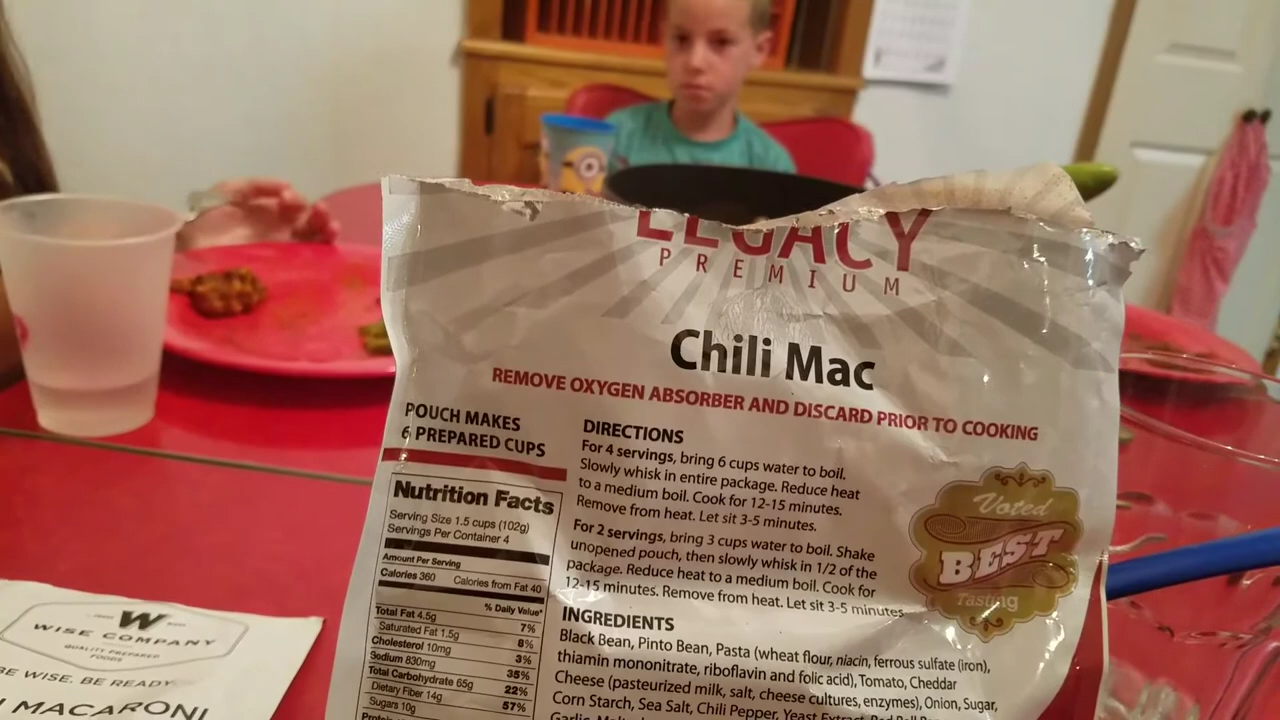 LEGACY
PREMIUM
Chili Mac
REMOVE OXYGEN ABSORBER AND DISCARD PRIOR TO COOKING
POUCH MAKES
6 PREPARED CUPS
Nutrition Facts
Serving Size 1.5 cups (102g)
Servings Per Container 4
Amount Per Serving
Calories 360 Calories from Fat 40
% Daily Value*
Total Fat 4.5g 7%
Saturated Fat 1.5g 8%
Cholesterol 10mg 3%
Sodium 830mg 35%
Total Carbohydrate 65g 22%
Dietary Fiber 14g 57%
Sugars 10g
DIRECTIONS
For 4 servings, bring 6 cups water to boil.
Slowly whisk in entire package. Reduce heat
to a medium boil. Cook for 12-15 minutes.
Remove from heat. Let sit 3-5 minutes.
For 2 servings, bring 3 cups water to boil. Shake
unopened pouch, then slowly whisk in 1/2 of the
package. Reduce heat to a medium boil. Cook for
12-15 minutes. Remove from heat. Let sit 3-5 minutes.
INGREDIENTS
Black Bean, Pinto Bean, Pasta (wheat flour, niacin, ferrous sulfate (iron),
thiamin mononitrate, riboflavin and folic acid), Tomato, Cheddar
Cheese (pasteurized milk, salt, cheese cultures, enzymes), Onion, Sugar,
Corn Starch, Sea Salt, Chili Pepper, Yeast Extract, Red Bell
Garlic,
Voted
BEST
Tasting
W
WISE COMPANY
QUALITY PREPARED
FOODS
BE WISE. BE READY.
MACARONI